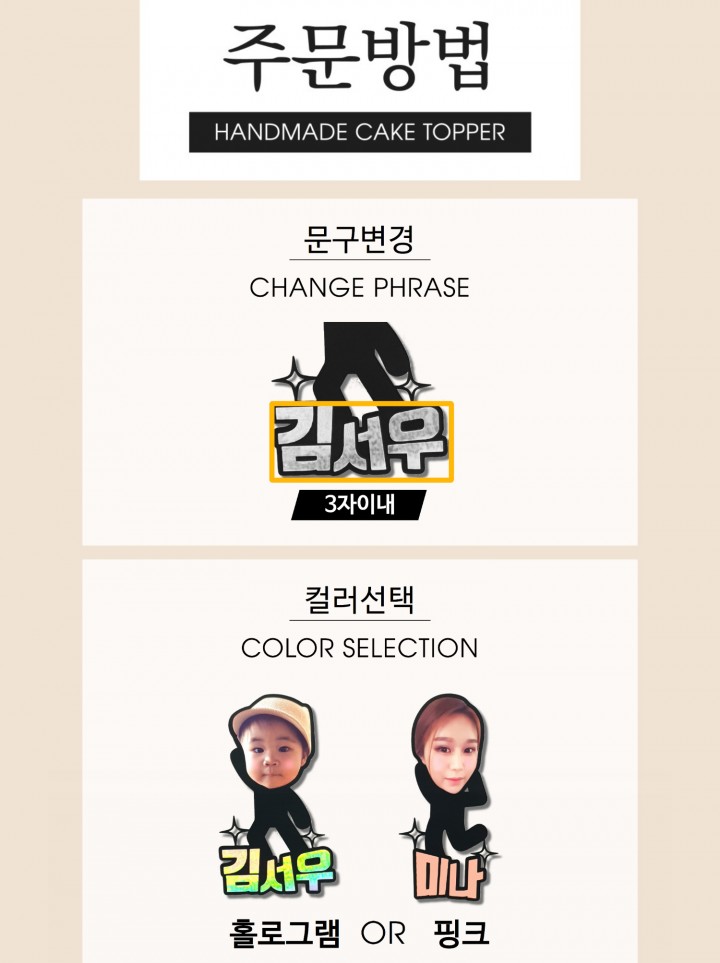 주문방법
HANDMADE CAKE TOPPER
문구변경
CHANGE PHRASE
김서우
3자이내
컬러선택
COLOR SELECTION
김서우
미나
홀로그램 OR 핑크